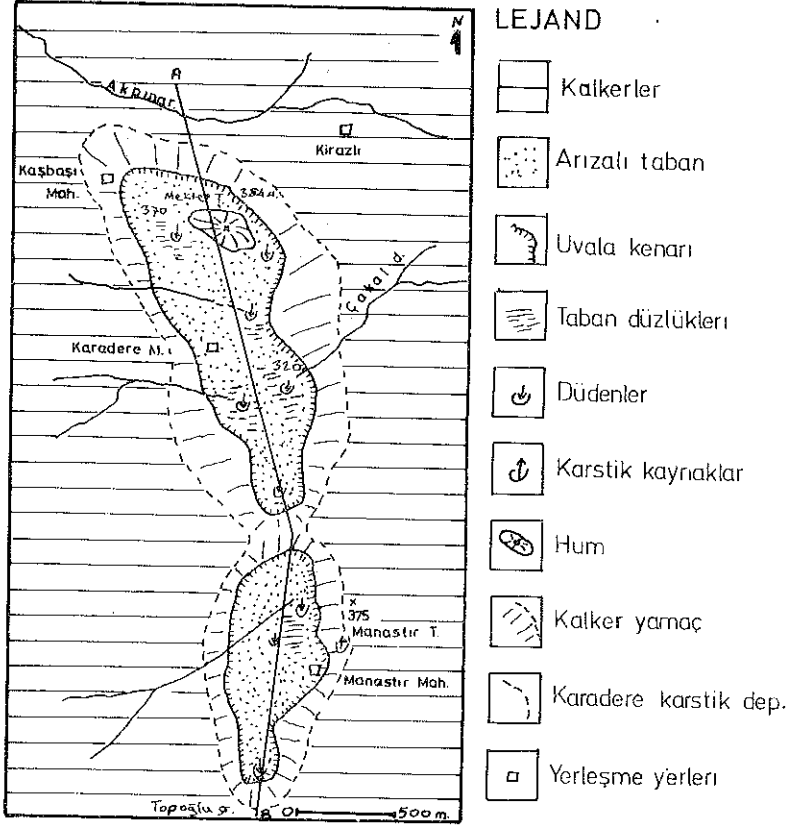 N
A
Akpınar.
Kirazlı
Kaşbaşı
Mah.
384 m.
370
Çakal d.
Karadere M.
320
x
375
Manastır T.
Manastır Mah.
Topoğlu
B 0 500 m.
LEJAND
Kalkerler
Arızalı taban
Uvala kenarı
Taban düzlükleri
Düdenler
Karstik kaynaklar
Hum
Kalker yamaç
Karadere karstik dep.
Yerleşme yerleri